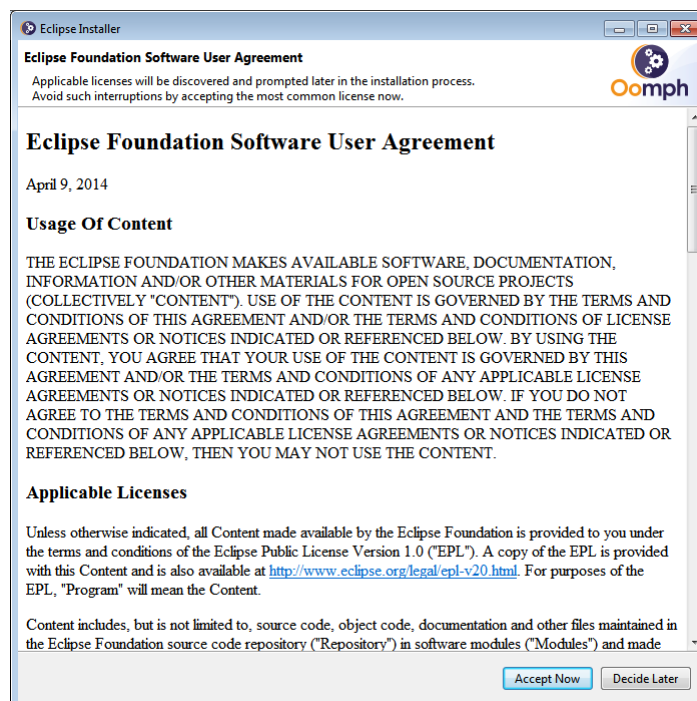 Eclipse Installer
Eclipse Foundation Software User Agreement
Applicable licenses will be discovered and prompted later in the installation process.
Avoid such interruptions by accepting the most common license now.
Oomph
Eclipse Foundation Software User Agreement
April 9, 2014
Usage Of Content
THE ECLIPSE FOUNDATION MAKES AVAILABLE SOFTWARE, DOCUMENTATION,
INFORMATION AND/OR OTHER MATERIALS FOR OPEN SOURCE PROJECTS
(COLLECTIVELY "CONTENT"). USE OF THE CONTENT IS GOVERNED BY THE TERMS AND
CONDITIONS OF THIS AGREEMENT AND/OR THE TERMS AND CONDITIONS OF LICENSE
AGREEMENTS OR NOTICES INDICATED OR REFERENCED BELOW. BY USING THE
CONTENT, YOU AGREE THAT YOUR USE OF THE CONTENT IS GOVERNED BY THIS
AGREEMENT AND/OR THE TERMS AND CONDITIONS OF ANY APPLICABLE LICENSE
AGREEMENTS OR NOTICES INDICATED OR REFERENCED BELOW. IF YOU DO NOT
AGREE TO THE TERMS AND CONDITIONS OF THIS AGREEMENT AND THE TERMS AND
CONDITIONS OF ANY APPLICABLE LICENSE AGREEMENTS OR NOTICES INDICATED OR
REFERENCED BELOW, THEN YOU MAY NOT USE THE CONTENT.
Applicable Licenses
Unless otherwise indicated, all Content made available by the Eclipse Foundation is provided to you under
the terms and conditions of the Eclipse Public License Version 1.0 ("EPL"). A copy of the EPL is provided
with this Content and is also available at http://www.eclipse.org/legal/epl-v20.html. For purposes of the
EPL, "Program" will mean the Content.
Content includes, but is not limited to, source code, object code, documentation and other files maintained in
the Eclipse Foundation source code repository ("Repository") in software modules ("Modules") and made
Accept Now
Decide Later